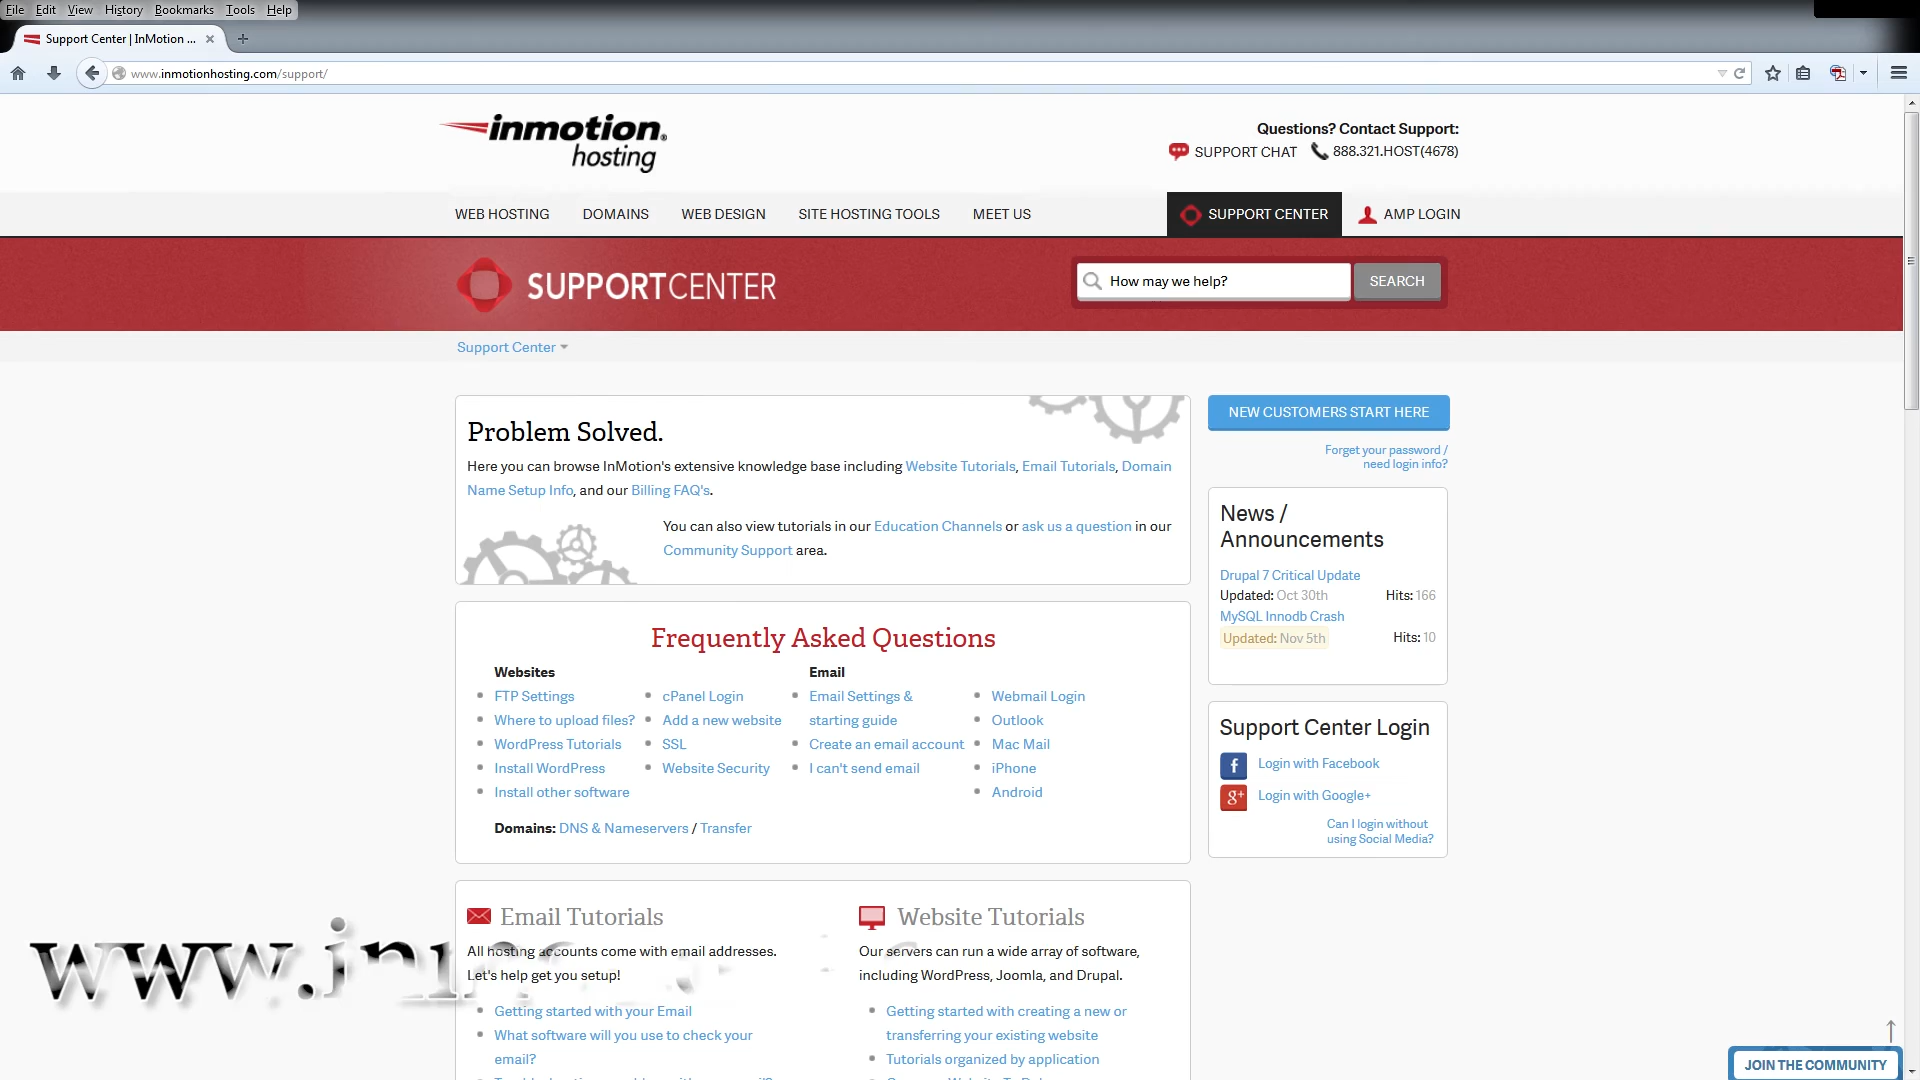 File Edit View History Bookmarks Tools Help
Support Center | InMotion ...
www.inmotionhosting.com/support/
inmotion®
hosting
Questions? Contact Support:
SUPPORT CHAT 888.321.HOST(4678)
WEB HOSTING DOMAINS WEB DESIGN SITE HOSTING TOOLS MEET US SUPPORT CENTER AMP LOGIN
SUPPORTCENTER
How may we help? SEARCH
Support Center
Problem Solved.
Here you can browse InMotion's extensive knowledge base including Website Tutorials, Email Tutorials, Domain
Name Setup Info, and our Billing FAQ's.
You can also view tutorials in our Education Channels or ask us a question in our
Community Support area.
NEW CUSTOMERS START HERE
Forget your password /
need login info?
News /
Announcements
Drupal 7 Critical Update
Updated: Oct 30th Hits: 166
MySQL Innodb Crash
Updated: Nov 5th Hits: 10
Frequently Asked Questions
Websites Email
FTP Settings cPanel Login Email Settings & Webmail Login
Where to upload files? Add a new website starting guide Outlook
WordPress Tutorials SSL Create an email account Mac Mail
Install WordPress Website Security I can't send email iPhone
Install other software Android
Domains: DNS & Nameservers / Transfer
Support Center Login
f Login with Facebook
g+ Login with Google+
Can I login without
using Social Media?
Email Tutorials
All hosting accounts come with email addresses.
Let's help get you setup!
Getting started with your Email
What software will you use to check your
email?
Website Tutorials
Our servers can run a wide array of software,
including WordPress, Joomla, and Drupal.
Getting started with creating a new or
transferring your existing website
Tutorials organized by application
www.inm
JOIN THE COMMUNITY